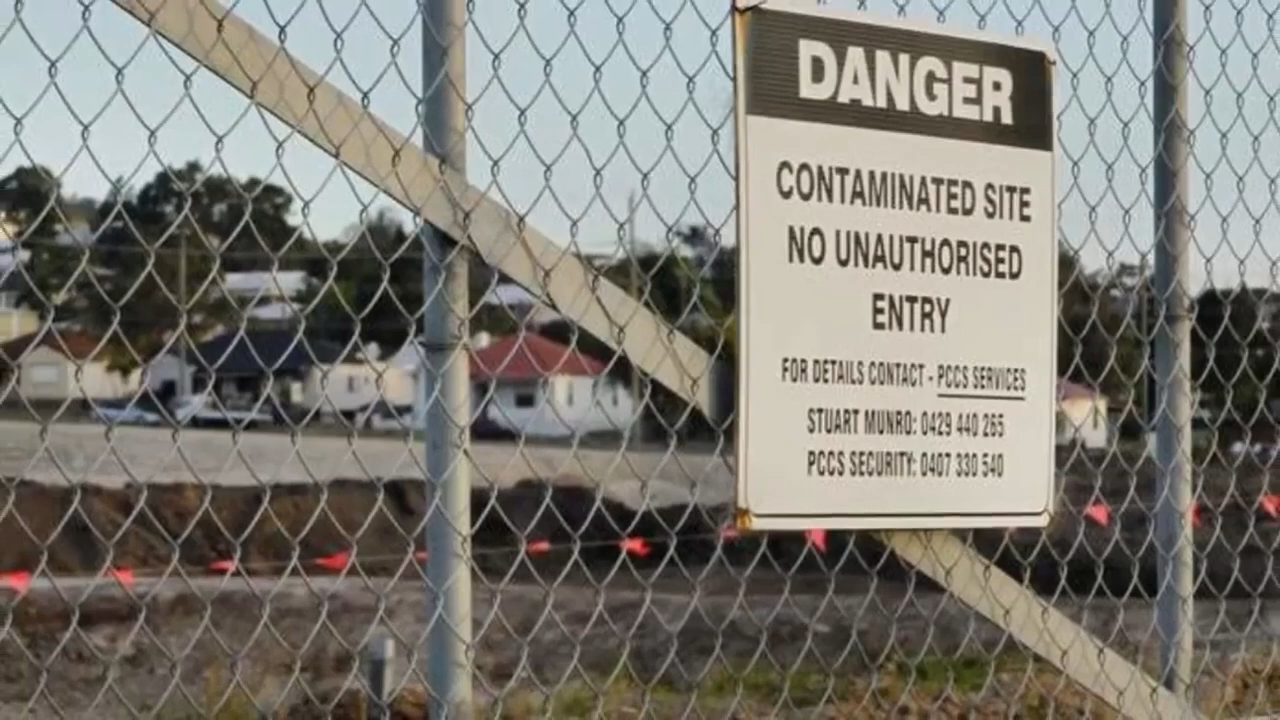 DANGER
CONTAMINATED SITE
NO UNAUTHORISED
ENTRY
FOR DETAILS CONTACT - PCCS SERVICES
STUART MUNRO: 0429 440 265
PCCS SECURITY: 0407 330 540